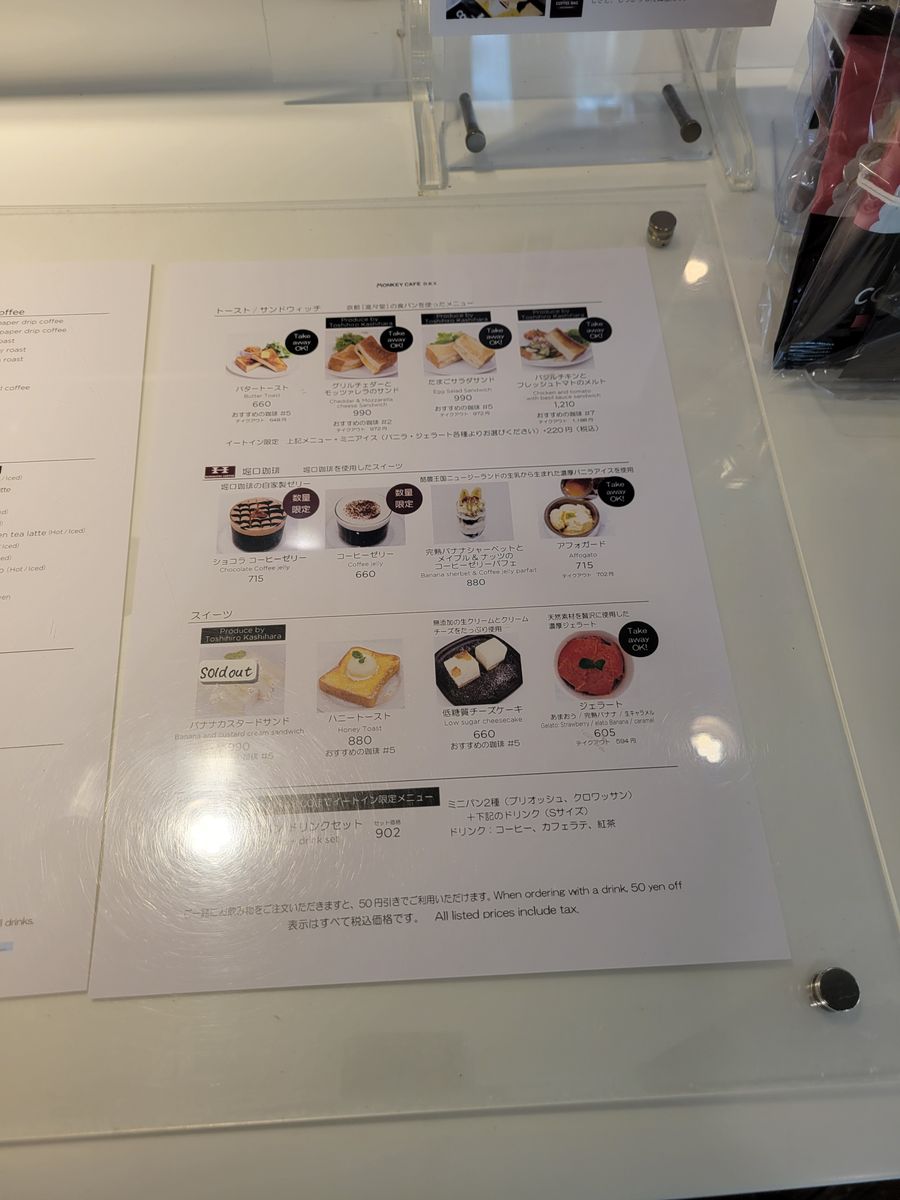 COFFEE BAG
offee
paper drip coffee
paper drip coffee
oast
y roast
n roast
d coffee
/ Iced)
tte
ed)
en tea latte (Hot / Iced)
Iced)
o (Hot / Iced)
l drinks.
MONKEY CAFE D.K.Y.
トースト / サンドウィッチ
の食パンを使ったメニュー
Take away OK!
バタートースト
Butter Toast
660
おすすめの珈琲 #5
テイクアウト 648円
Produce by
Toshihiro Kashihara
Take away OK!
グリルチェダーと
モッツァレラのサンド
Cheddar & Mozzarella
cheese Sandwich
990
おすすめの珈琲 #2
テイクアウト 972円
Produce by
Toshihiro Kashihara
Take away OK!
たまごサラダサンド
Egg Salad Sandwich
990
おすすめの珈琲 #5
テイクアウト 972円
Produce by
Toshihiro Kashihara
Take away OK!
バジルチキンと
フレッシュトマトのメルト
Chicken and tomato
with basil sauce sandwich
1,210
おすすめの珈琲 #7
テイクアウト 1,188円
イートイン限定 上記メニュー・ミニアイス（バニラ・ジェラート各種よりお選びください）+220円（税込）
堀口珈琲 堀口珈琲を使用したスイーツ
堀口珈琲の自家製ゼリー
酪農王国ニュージーランドの生乳から生まれた濃厚バニラアイスを使用
数量限定
ショコラ コーヒーゼリー
Chocolate Coffee jelly
715
数量限定
コーヒーゼリー
Coffee jelly
660
完熟バナナシャーベットと
メイプル＆ナッツの
コーヒーゼリーパフェ
Banana sherbet & Coffee jelly parfait
880
Take away OK!
アフォガード
Affogato
715
テイクアウト 702円
スイーツ
Produce by
Toshihiro Kashihara
Sold out
バナナカスタードサンド
Banana and custard cream sandwich
990
珈琲 #5
ハニートースト
Honey Toast
880
おすすめの珈琲 #5
無添加の生クリームとクリーム
チーズをたっぷり使用
低糖質チーズケーキ
Low sugar cheesecake
660
おすすめの珈琲 #5
天然素材を贅沢に使用した
濃厚ジェラート
Take away OK!
ジェラート
あまおう / 完熟バナナ / 生キャラメル
Gelato: Strawberry / elato Banana / caramel
605
テイクアウト 594円
でイートイン限定メニュー
ドリンクセット
drink set
セット価格
902
ミニパン2種（ブリオッシュ、クロワッサン）
＋下記のドリンク（Sサイズ）
ドリンク：コーヒー、カフェラテ、紅茶
ご一緒にお飲み物をご注文いただきますと、50円引きでご利用いただけます。When ordering with a drink, 50 yen off
表示はすべて税込価格です。 All listed prices include tax.